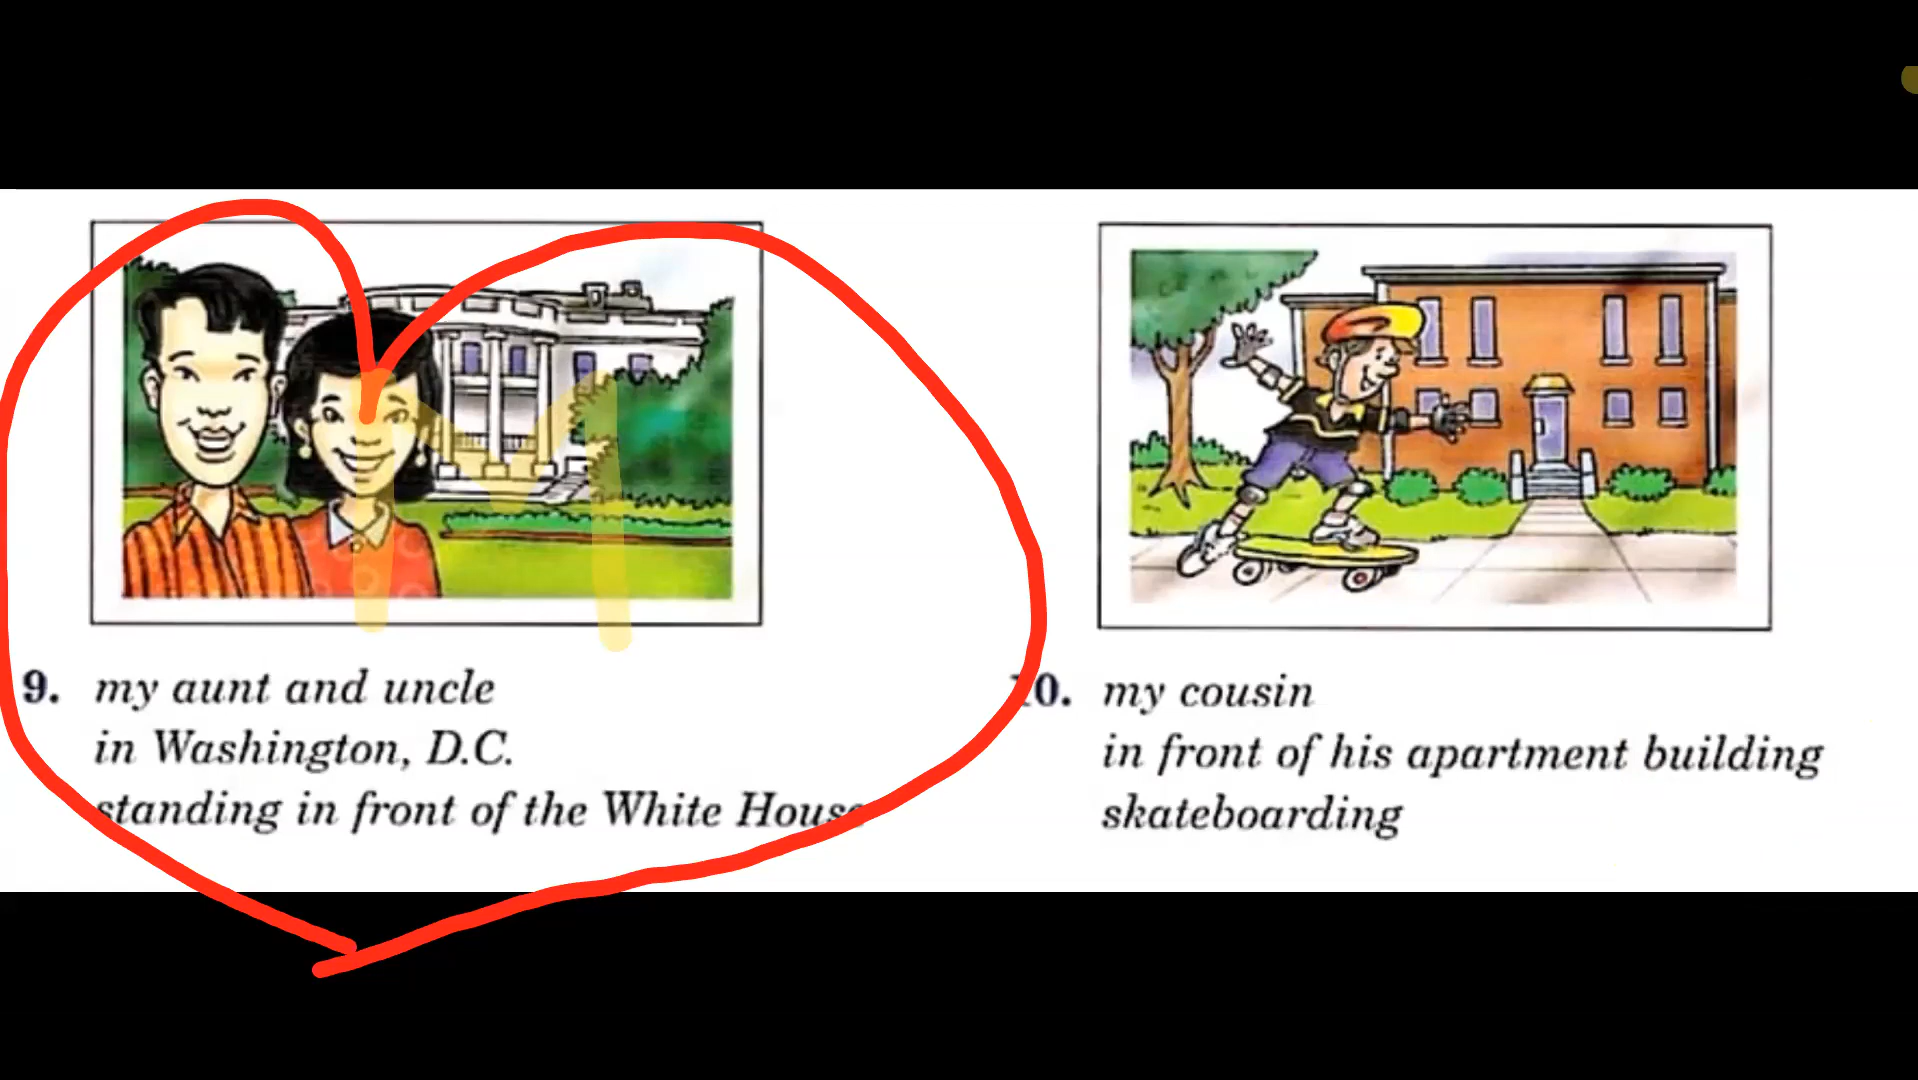 M
9. my aunt and uncle
in Washington, D.C.
standing in front of the White House
10. my cousin
in front of his apartment building
skateboarding